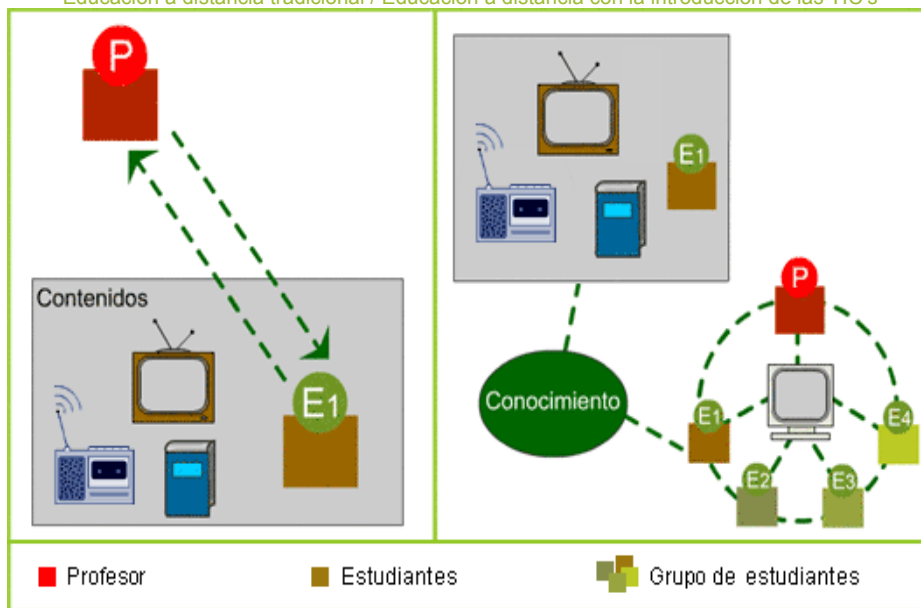 Educación a distancia tradicional / Educación a distancia con la introducción de las TIC's
P
Contenidos
E1
E1
P
Conocimiento
E1
E4
E2
E3
Profesor
Estudiantes
Grupo de estudiantes